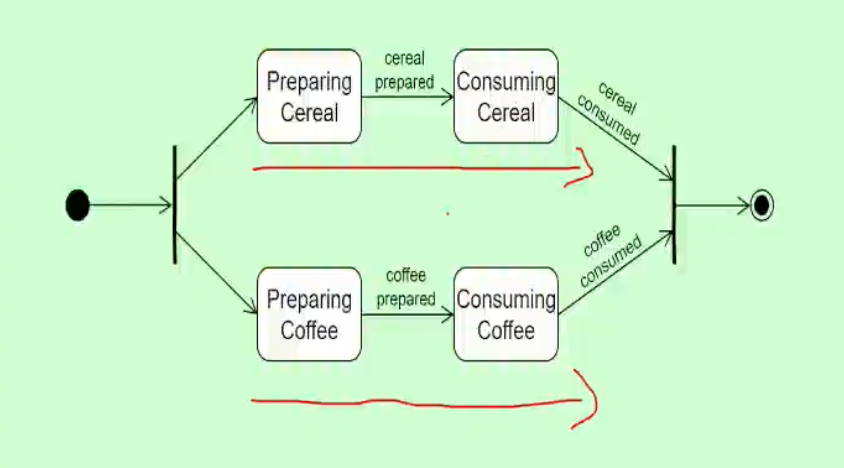 Preparing
Cereal
cereal
prepared
Consuming
Cereal
cereal
consumed
Preparing
Coffee
coffee
prepared
Consuming
Coffee
coffee
consumed